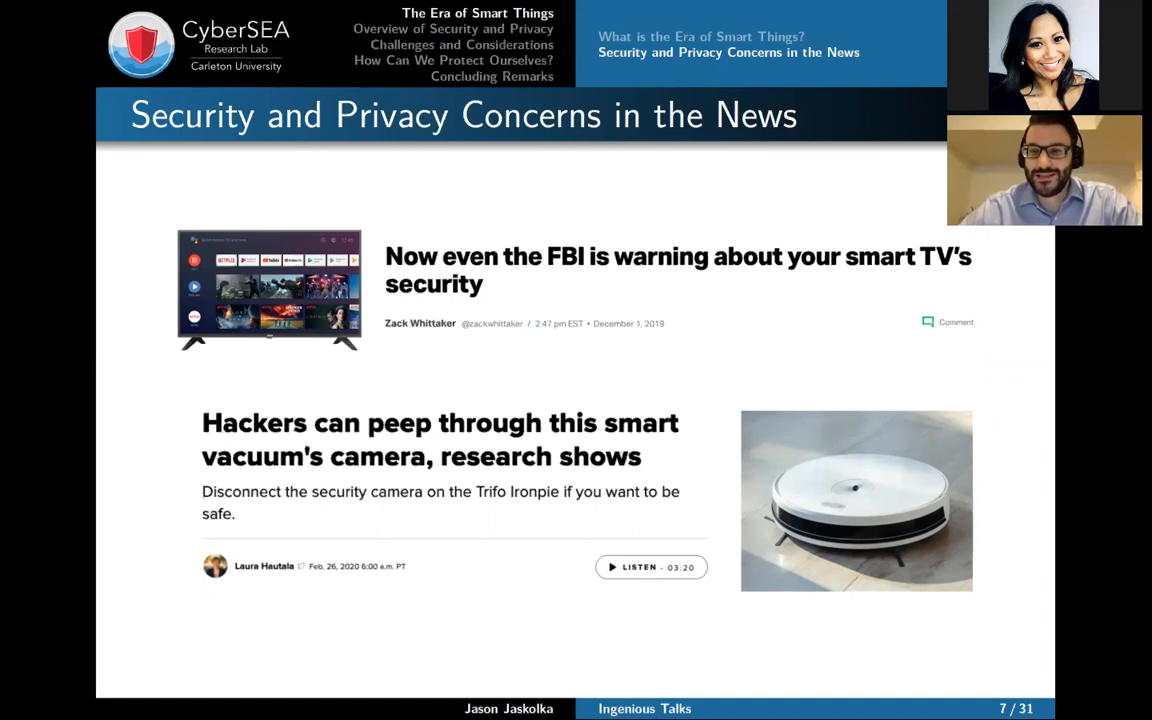 CyberSEA
Research Lab
Carleton University
The Era of Smart Things
Overview of Security and Privacy
Challenges and Considerations
How Can We Protect Ourselves?
Concluding Remarks
What is the Era of Smart Things?
Security and Privacy Concerns in the News
Security and Privacy Concerns in the News
NETFLIX
YouTube
Now even the FBI is warning about your smart TV's
security
Zack Whittaker @zackwhittaker / 2:47 pm EST • December 1, 2019
Comment
Hackers can peep through this smart
vacuum's camera, research shows
Disconnect the security camera on the Trifo Ironpie if you want to be
safe.
Laura Hautala Feb. 26, 2020 6:00 a.m. PT
LISTEN - 03:20
Jason Jaskolka
Ingenious Talks
7 / 31